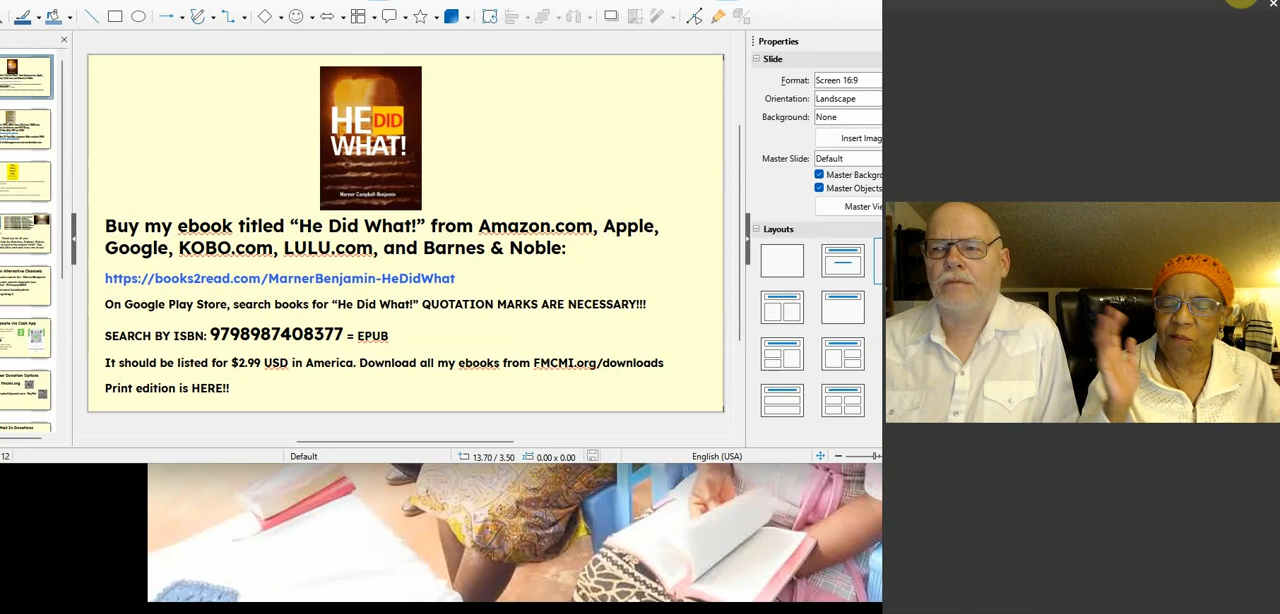 HE DID
WHAT!
Marner Campbell-Benjamin
Buy my ebook titled “He Did What!” from Amazon.com, Apple,
Google, KOBO.com, LULU.com, and Barnes & Noble:
https://books2read.com/MarnerBenjamin-HeDidWhat
On Google Play Store, search books for “He Did What!” QUOTATION MARKS ARE NECESSARY!!!
SEARCH BY ISBN: 9798987408377 = EPUB
It should be listed for $2.99 USD in America. Download all my ebooks from FMCMI.org/downloads
Print edition is HERE!!
Properties
Slide
Format: Screen 16:9
Orientation: Landscape
Background: None
Insert Imag
Master Slide: Default
Master Backgro
Master Objects
Master Vie
Layouts
12
Default
13.70 / 3.50
0.00 x 0.00
English (USA)